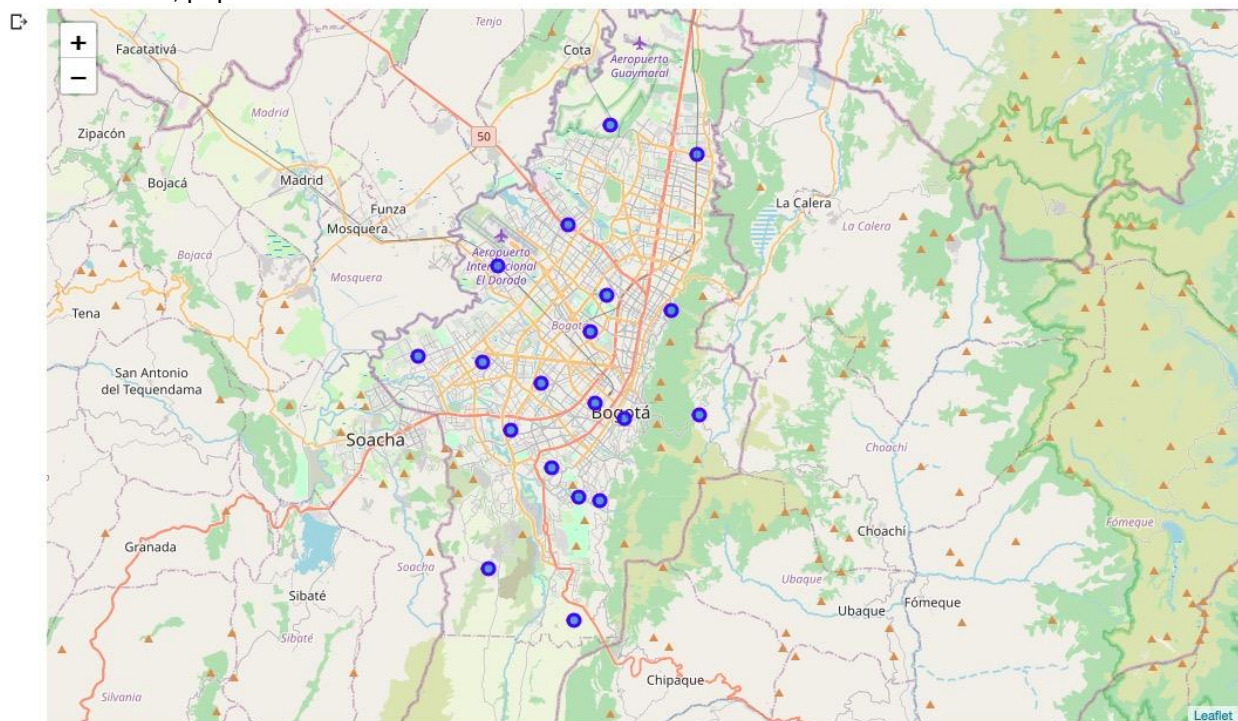 +
−
Tenjo
Facatativá
Cota
Aeropuerto
Guaymaral
Madrid
50
Zipacón
Bojacá
Madrid
Funza
La Calera
Mosquera
La Calera
Aeropuerto
Internacional
El Dorado
Bojacá
Mosquera
Tena
Bogotá
San Antonio
del Tequendama
Bogotá
Soacha
Choachí
Choachí
Fómeque
Granada
Soacha
Ubaque
Sibaté
Ubaque
Fómeque
Sibaté
Chipaque
Silvania
Leaflet